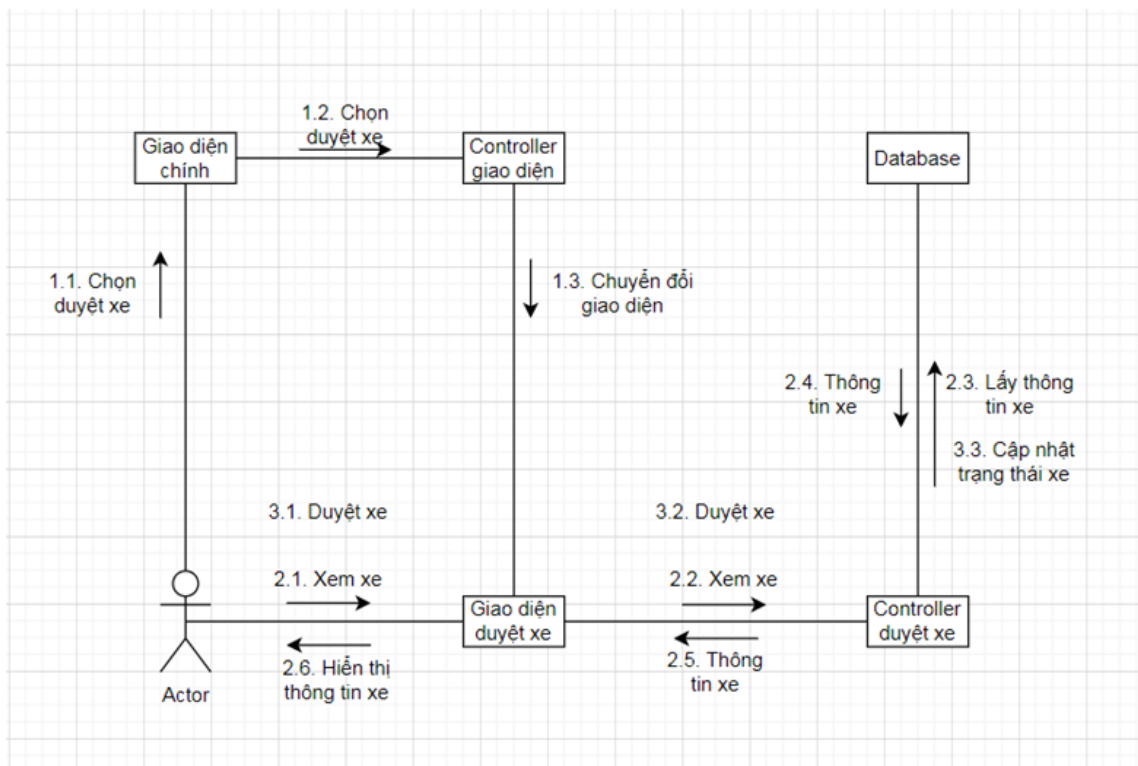 1.2. Chọn
duyệt xe
Giao diện
chính
Controller
giao diện
Database
1.1. Chọn
duyệt xe
1.3. Chuyển đổi
giao diện
2.4. Thông
tin xe
2.3. Lấy thông
tin xe
3.3. Cập nhật
trạng thái xe
3.1. Duyệt xe
3.2. Duyệt xe
2.1. Xem xe
2.2. Xem xe
Giao diện
duyệt xe
Controller
duyệt xe
2.6. Hiển thị
thông tin xe
2.5. Thông
tin xe
Actor